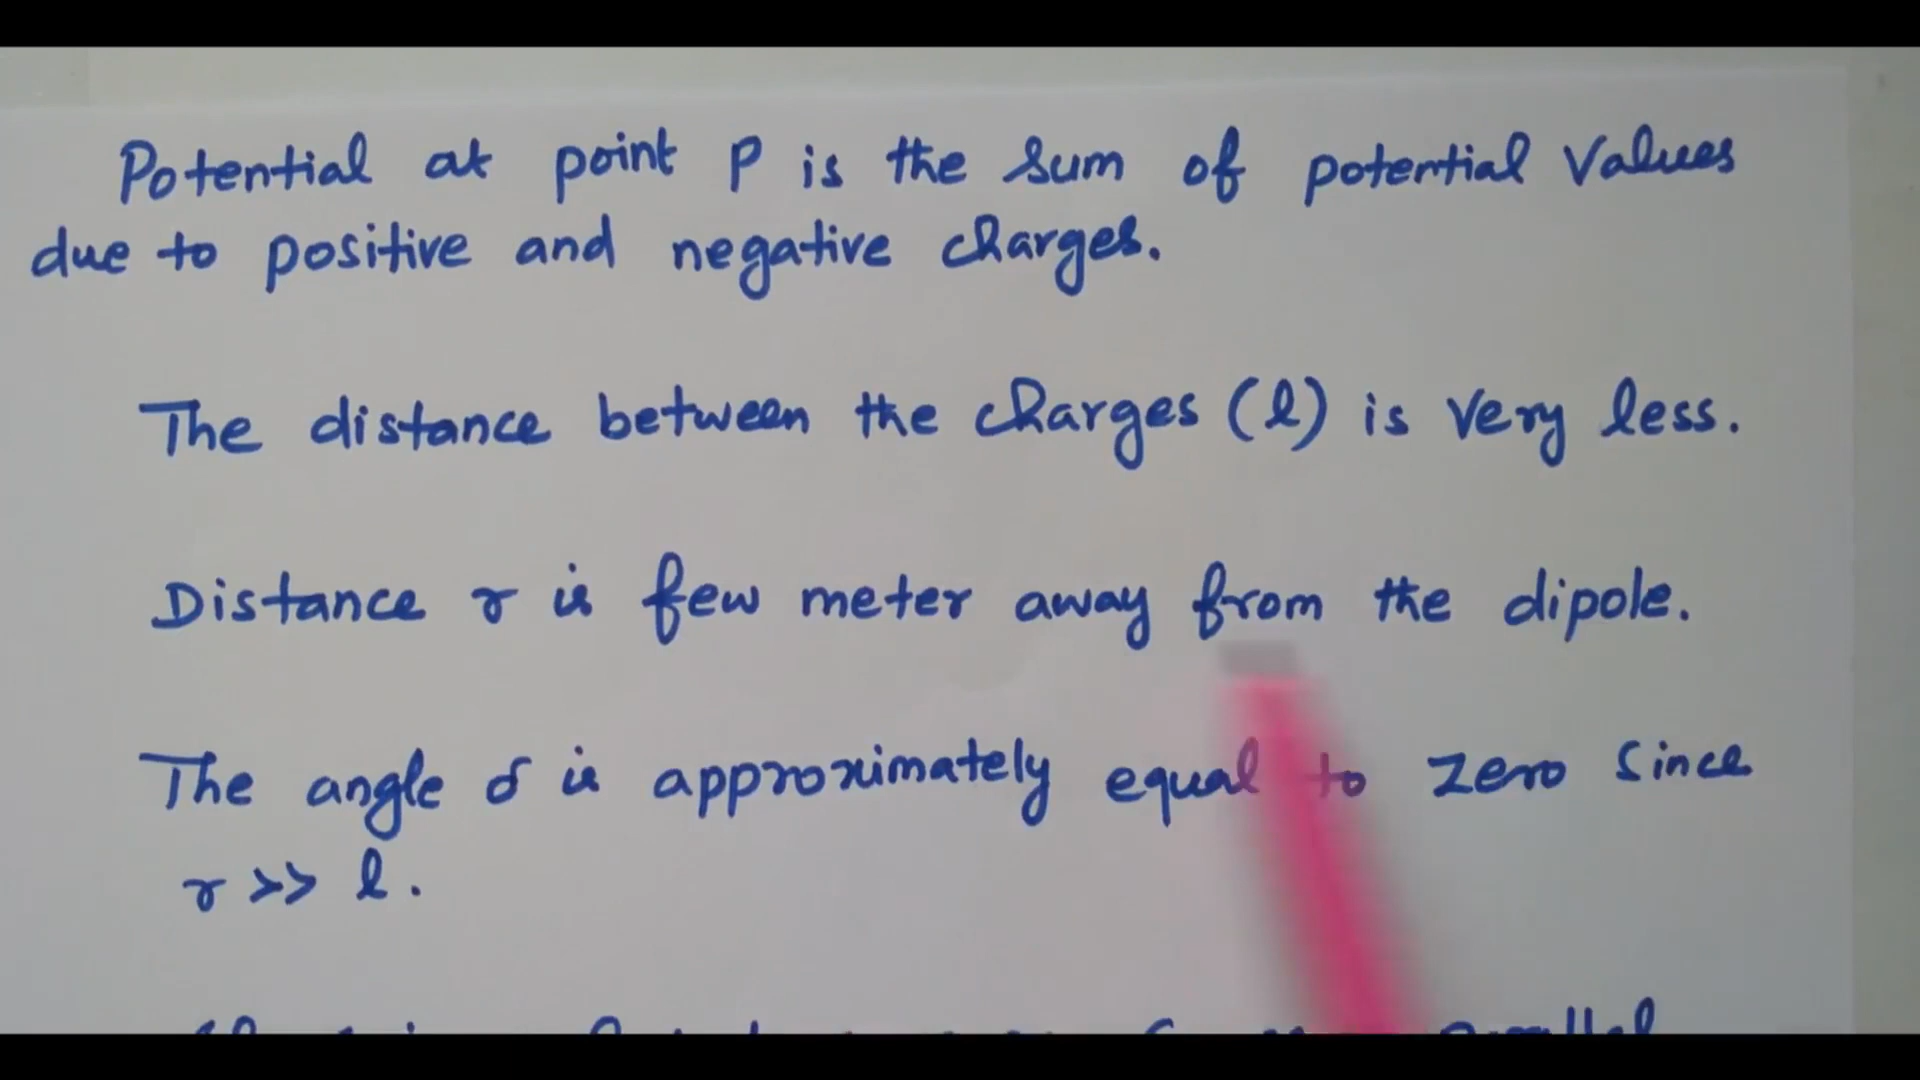 Potential at point P is the sum of potential values
due to positive and negative charges.
The distance between the charges (l) is very less.
Distance r is few meter away from the dipole.
The angle δ is approximately equal to zero since
r >> l.
parallel